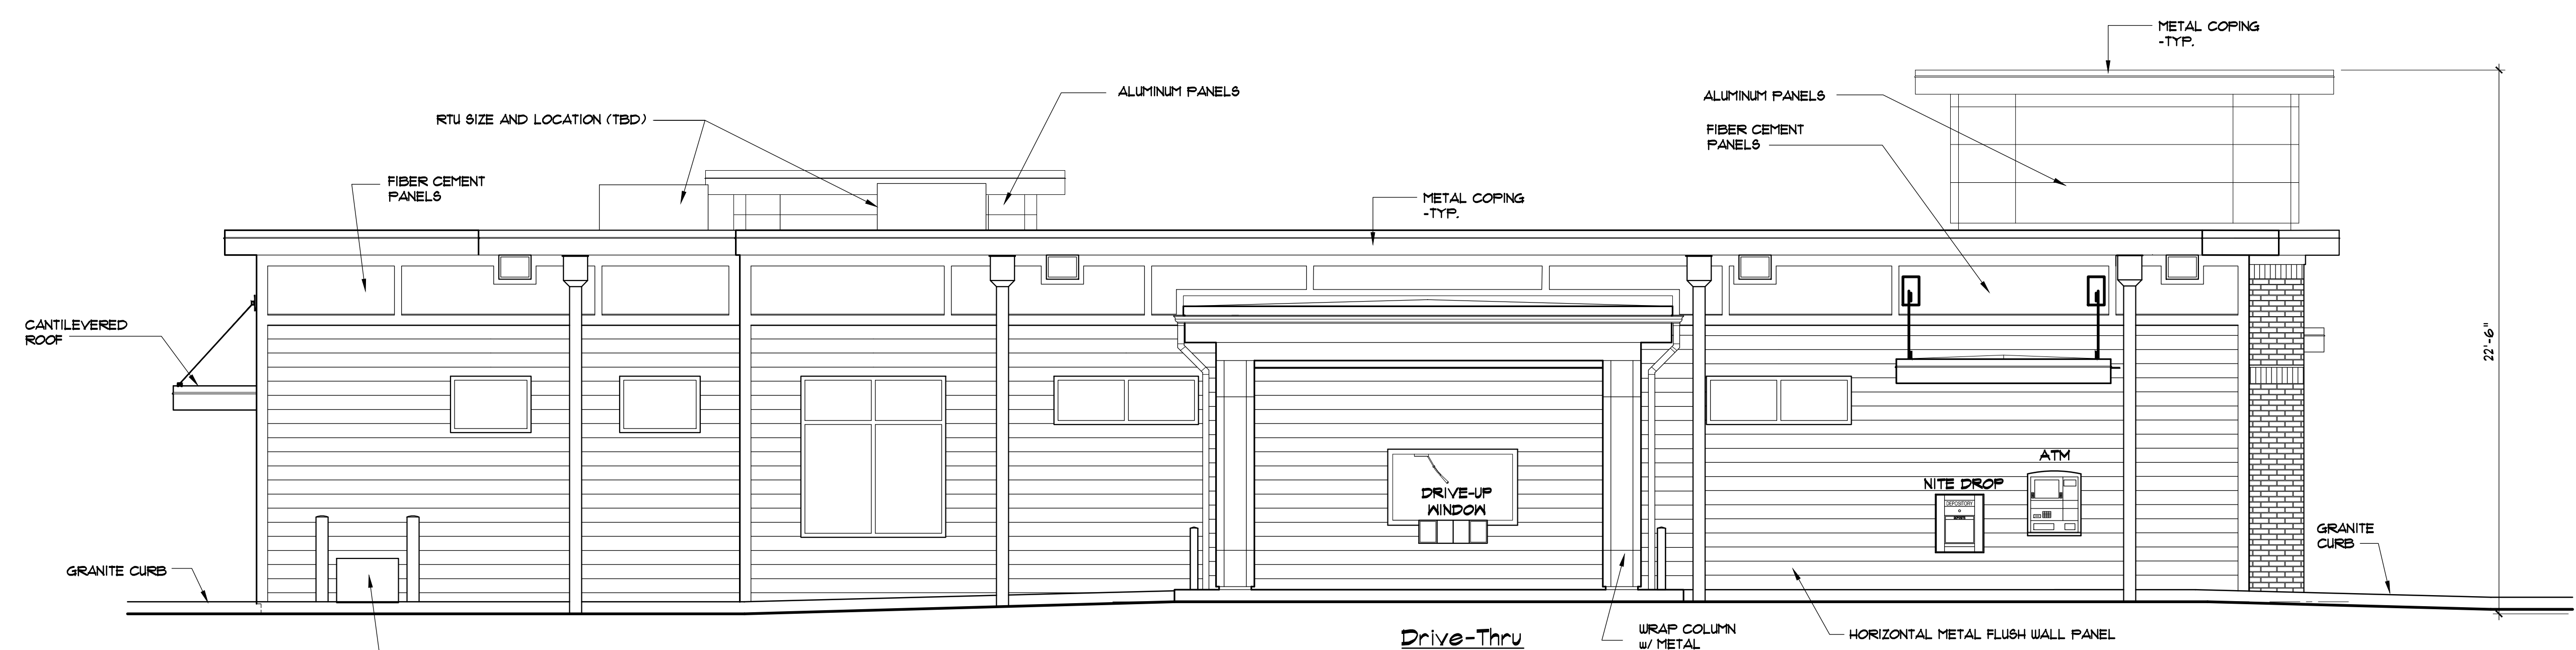 METAL COPING
-TYP.
ALUMINUM PANELS
ALUMINUM PANELS
RTU SIZE AND LOCATION (TBD)
FIBER CEMENT
PANELS
FIBER CEMENT
PANELS
METAL COPING
-TYP.
CANTILEVERED
ROOF
22'-6"
ATM
NITE DROP
DEPOSITORY
DRIVE-UP
WINDOW
GRANITE
CURB
GRANITE CURB
Drive-Thru
WRAP COLUMN
w/ METAL
HORIZONTAL METAL FLUSH WALL PANEL